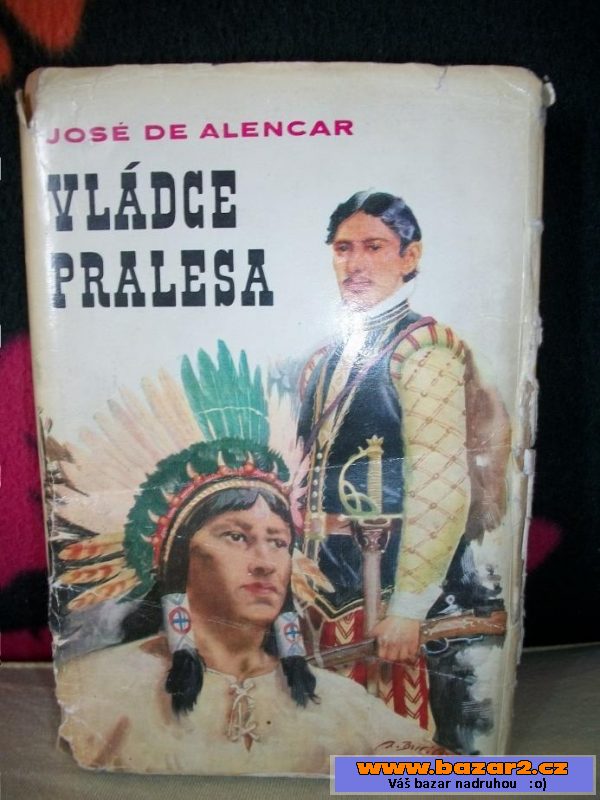 JOSÉ DE ALENCAR
VLÁDCE
PRALESA
www.bazar2.cz
Váš bazar nadruhou :o)